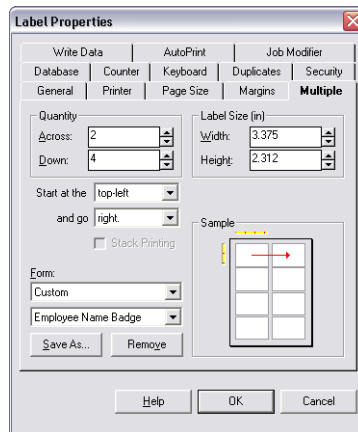 Label Properties
Write Data AutoPrint Job Modifier
Database Counter Keyboard Duplicates Security
General Printer Page Size Margins Multiple
Quantity
Across: 2
Down: 4
Label Size (in)
Width: 3.375
Height: 2.312
Start at the top-left
and go right.
Stack Printing
Sample
Form:
Custom
Employee Name Badge
Save As... Remove
Help OK Cancel